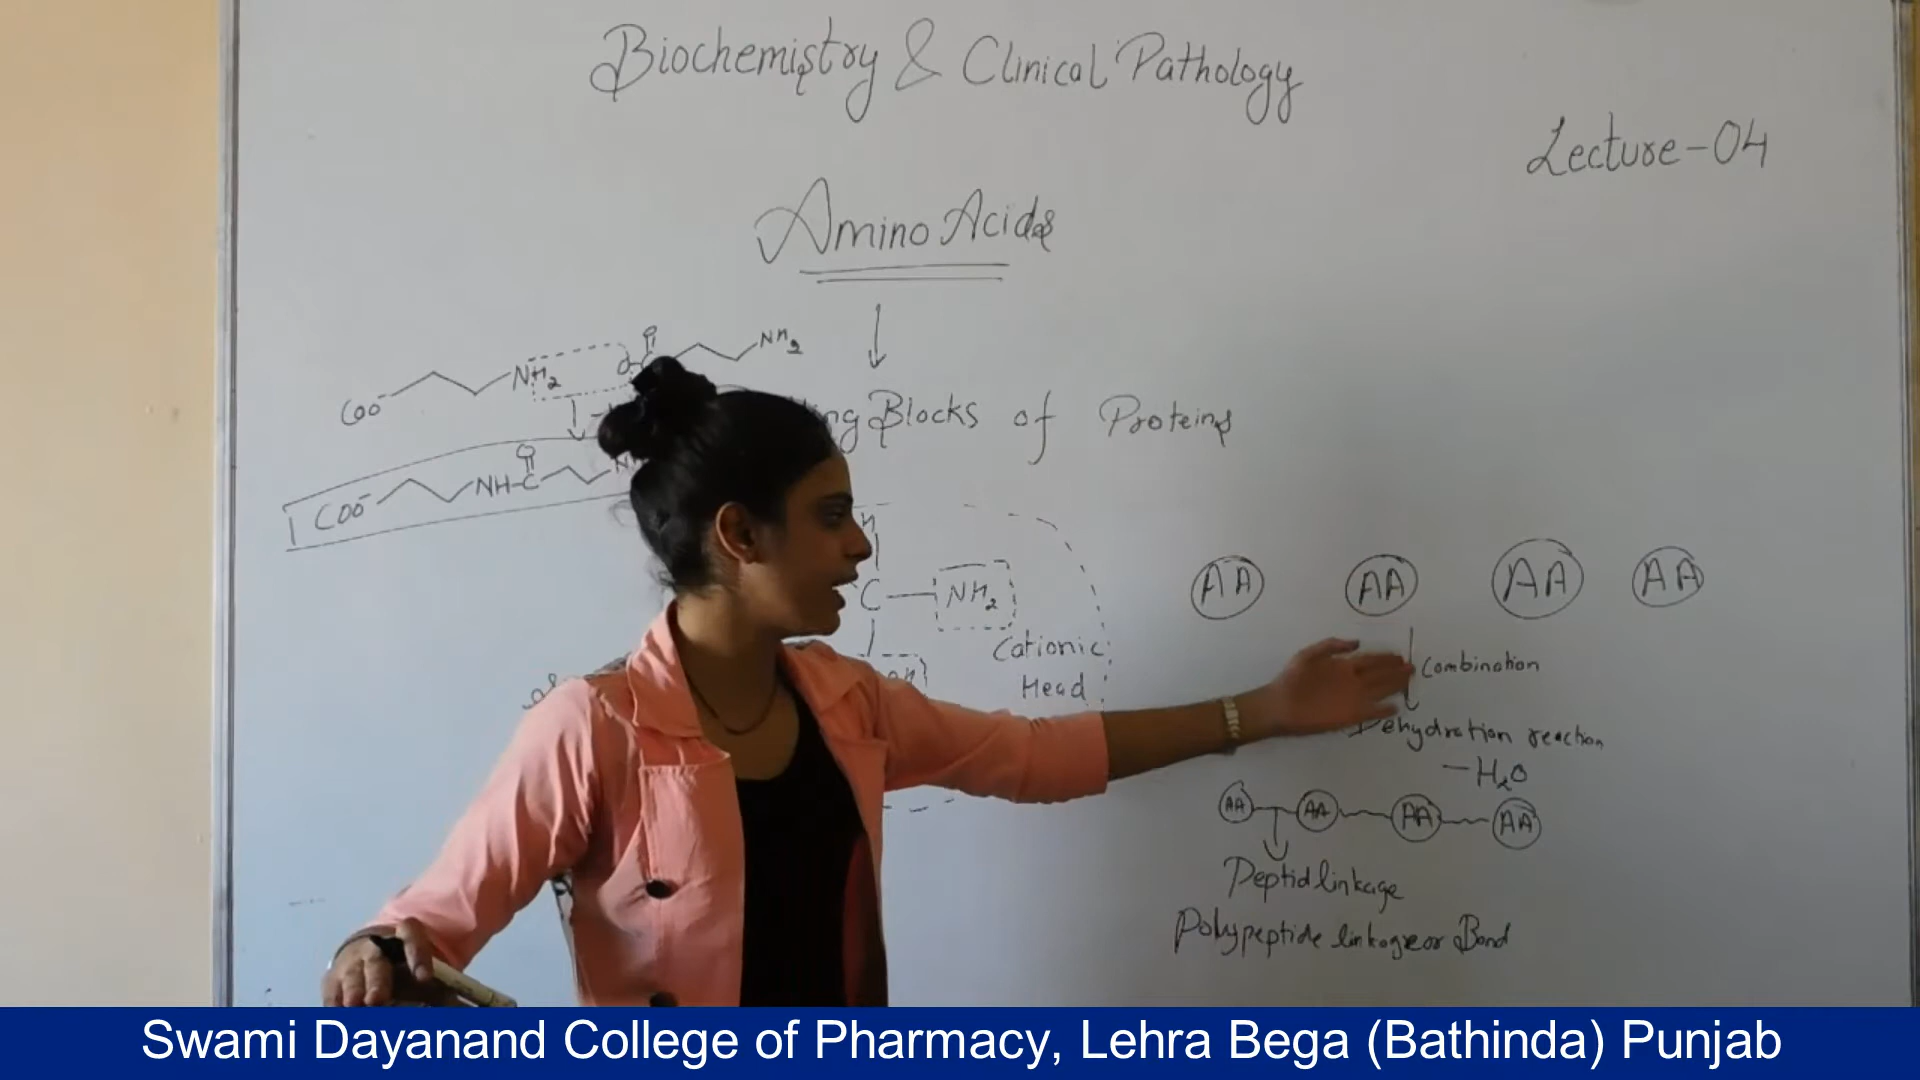 Biochemistry & Clinical Pathology
Lecture-04
Amino Acids
COO⁻ NH₂ NH₂
Blocks of Proteins
COO⁻ NH-C
C NH₂
Cationic
Head
AA AA AA AA
Combination
Dehydration reaction
-H₂O
AA AA AA AA
Peptid linkage
Polypeptide linkage or Bond
Swami Dayanand College of Pharmacy, Lehra Bega (Bathinda) Punjab